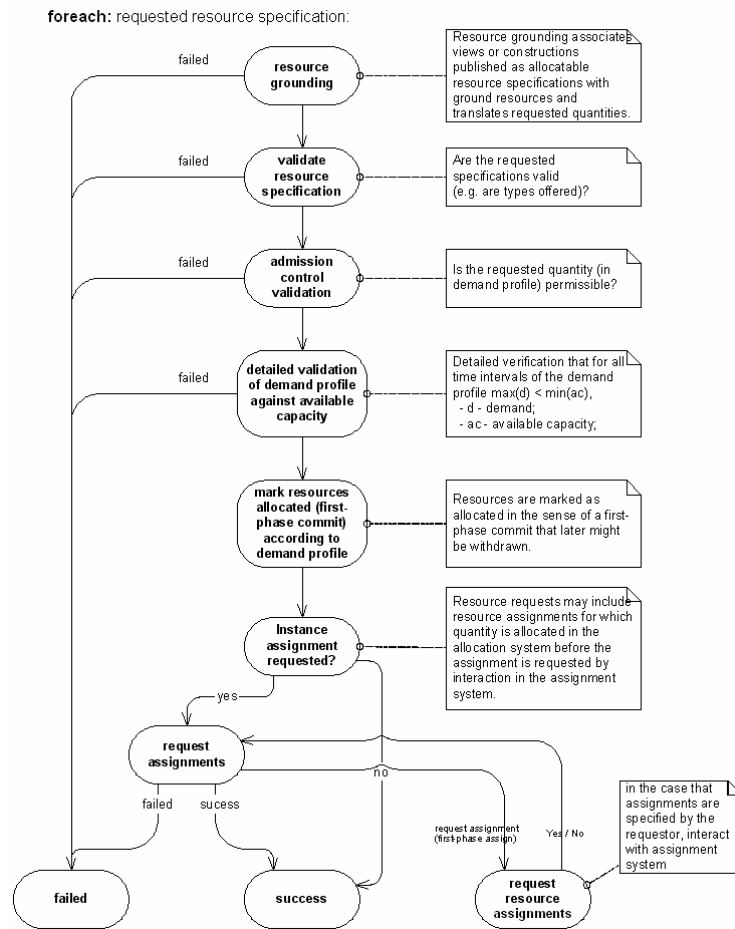 foreach: requested resource specification:
failed
resource
grounding
Resource grounding associates
views or constructions
published as allocatable
resource specifications with
ground resources and
translates requested quantities.
failed
validate
resource
specification
Are the requested
specifications valid
(e.g. are types offered)?
failed
admission
control
validation
Is the requested quantity (in
demand profile) permissible?
failed
detailed validation
of demand profile
against available
capacity
Detailed verification that for all
time intervals of the demand
profile max(d) < min(ac),
- d - demand;
- ac - available capacity;
mark resources
allocated (first-
phase commit)
according to
demand profile
Resources are marked as
allocated in the sense of a first-
phase commit that later might
be withdrawn.
Instance
assignment
requested?
Resource requests may include
resource assignments for which
quantity is allocated in the
allocation system before the
assignment is requested by
interaction in the assignment
system.
yes
request
assignments
no
failed
sucess
request assignment
(first-phase assign)
Yes / No
in the case that
assignments are
specified by the
requestor, interact
with assignment
system
failed
success
request
resource
assignments